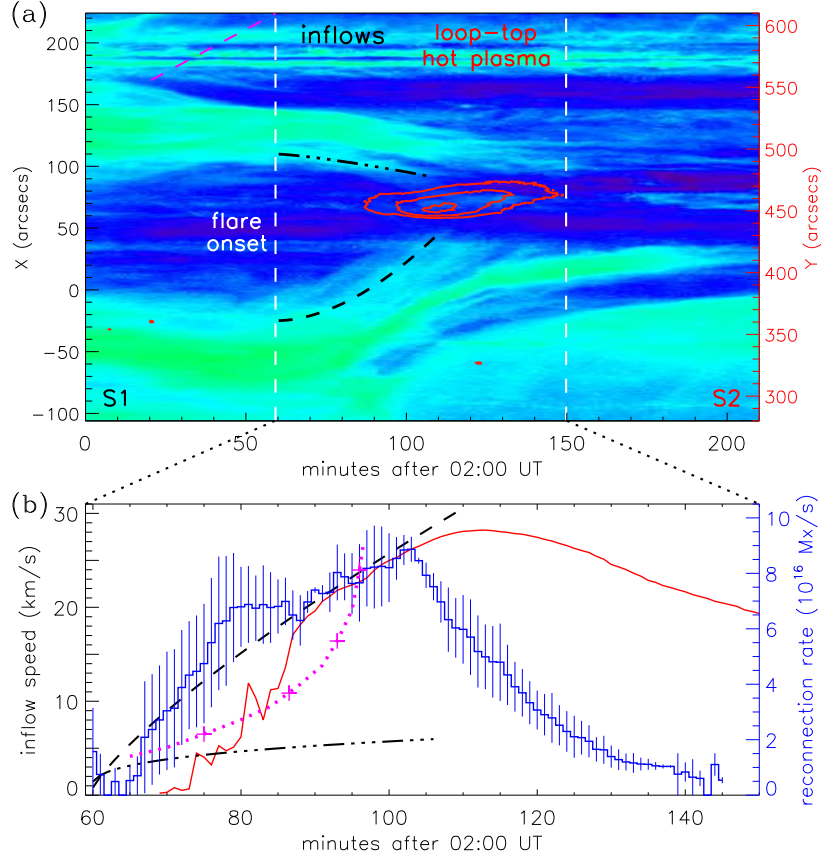 (a)
200
150
100
50
0
−50
−100
X (arcsecs)
inflows
loop−top
hot plasma
flare
onset
S1
S2
600
550
500
450
400
350
300
Y (arcsecs)
0 50 100 150 200
minutes after 02:00 UT
(b)
30
20
10
0
inflow speed (km/s)
10
8
6
4
2
0
reconnection rate (10¹⁶ Mx/s)
60 80 100 120 140
minutes after 02:00 UT